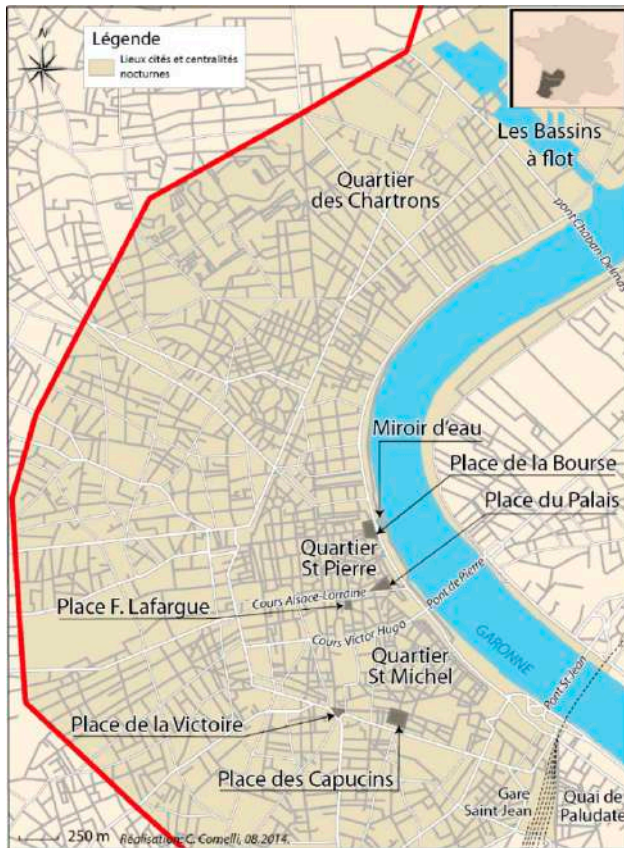 N
Légende
Lieux cités et centralités
nocturnes
Les Bassins
à flot
Quartier
des Chartrons
pont Chaban-Delmas
Miroir d'eau
Place de la Bourse
Place du Palais
Quartier
St Pierre
Cours Alsace-Lorraine
Pont de Pierre
Place F. Lafargue
Cours Victor Hugo
Quartier
St Michel
GARONNE
Pont St Jean
Place de la Victoire
Place des Capucins
Gare
Saint Jean
Quai de
Paludate
250 m
Réalisation: C. Comelli, 08.2014.